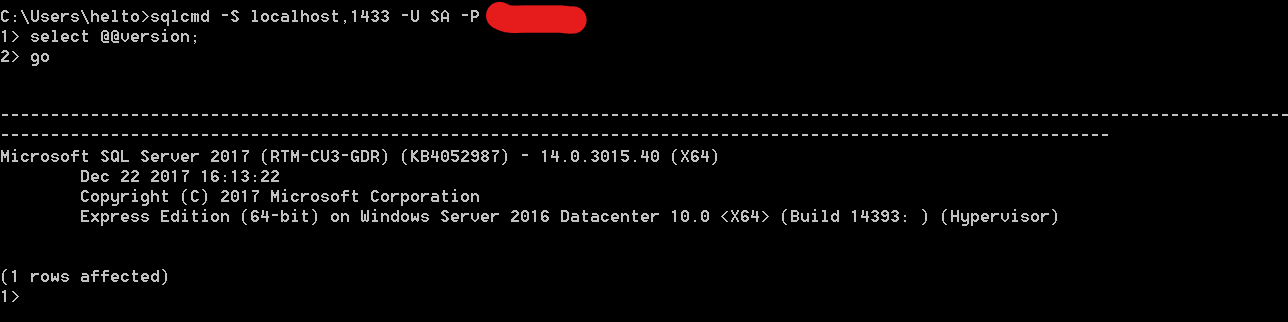 C:\Users\helto>sqlcmd -S localhost,1433 -U SA -P
1> select @@version;
2> go
--------------------------------------------------------------------------------------------------------------------------------
---------------------------------------------------------------------------------------------------------------
Microsoft SQL Server 2017 (RTM-CU3-GDR) (KB4052987) - 14.0.3015.40 (X64)
Dec 22 2017 16:13:22
Copyright (C) 2017 Microsoft Corporation
Express Edition (64-bit) on Windows Server 2016 Datacenter 10.0 <X64> (Build 14393: ) (Hypervisor)
(1 rows affected)
1>